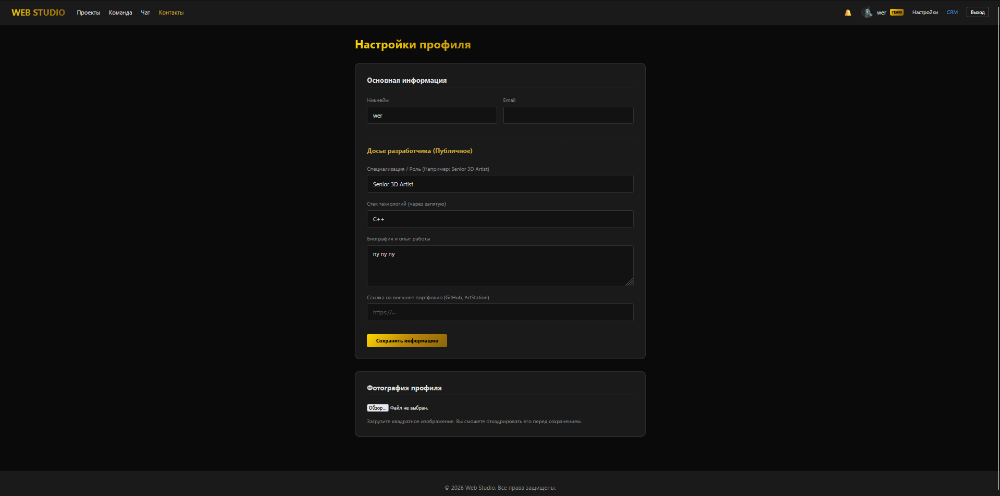 WEB STUDIO Проекты Команда Чат Контакты wer TEAM Настройки CRM Выход
Настройки профиля
Основная информация
Никнейм Email
wer
Досье разработчика (Публичное)
Специализация / Роль (Например: Senior 3D Artist)
Senior 3D Artist
Стек технологий (через запятую)
C++
Биография и опыт работы
пу пу пу
Ссылка на внешнее портфолио (GitHub, ArtStation)
https://...
Сохранить информацию
Фотография профиля
Обзор... Файл не выбран.
Загрузите квадратное изображение. Вы сможете откадрировать его перед сохранением.
© 2026 Web Studio. Все права защищены.